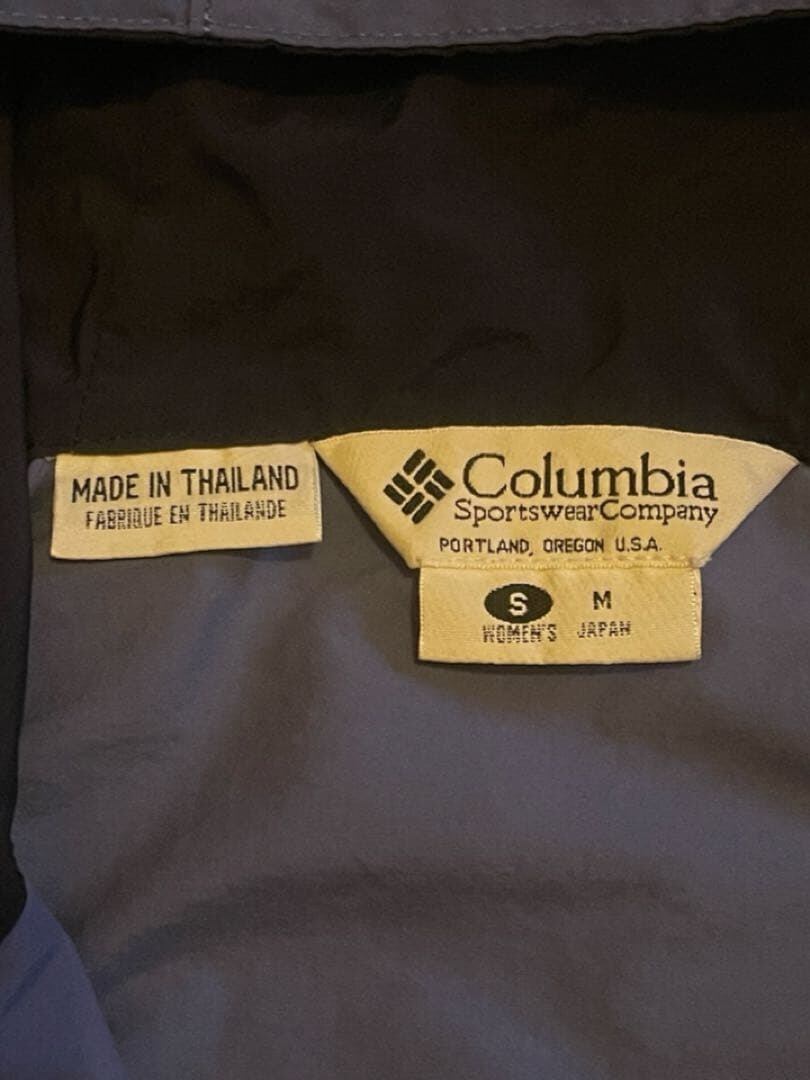 MADE IN THAILAND
FABRIQUE EN THAILANDE
Columbia
SportswearCompany
PORTLAND, OREGON U.S.A.
S M
WOMEN'S JAPAN